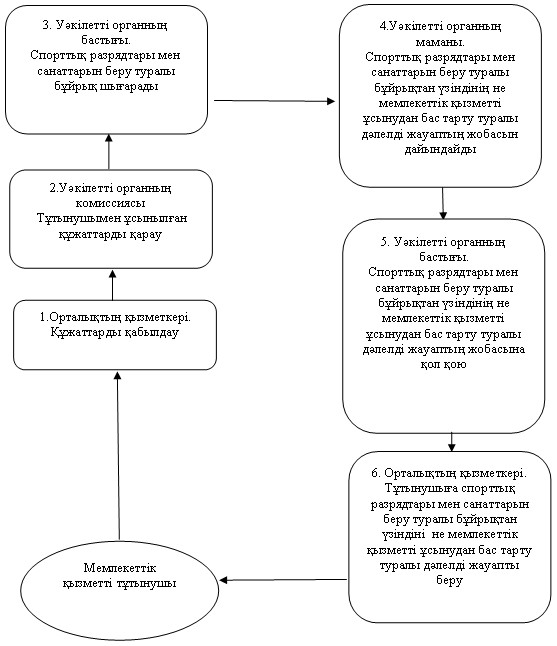 3. Уәкілетті органның
бастығы.
Спорттық разрядтары мен
санаттарын беру туралы
бұйрық шығарады
4.Уәкілетті органның
маманы.
Спорттық разрядтары мен
санаттарын беру туралы
бұйрықтан үзіндінің не
мемлекеттік қызметті
ұсынудан бас тарту туралы
дәлелді жауаптың жобасын
дайындайды
2.Уәкілетті органның
комиссиясы
Тұтынушымен ұсынылған
құжаттарды қарау
5. Уәкілетті органның
бастығы.
Спорттық разрядтары мен
санаттарын беру туралы
бұйрықтан үзіндінің не
мемлекеттік қызметті
ұсынудан бас тарту туралы
дәлелді жауаптың жобасына
қол қою
1.Орталықтың қызметкері.
Құжаттарды қабылдау
6. Орталықтың қызметкері.
Тұтынушыға спорттық
разрядтары мен санаттарын
беру туралы бұйрықтан
үзіндіні не мемлекеттік
қызметті ұсынудан бас тарту
туралы дәлелді жауапты
беру
Мемлекеттік
қызметті тұтынушы